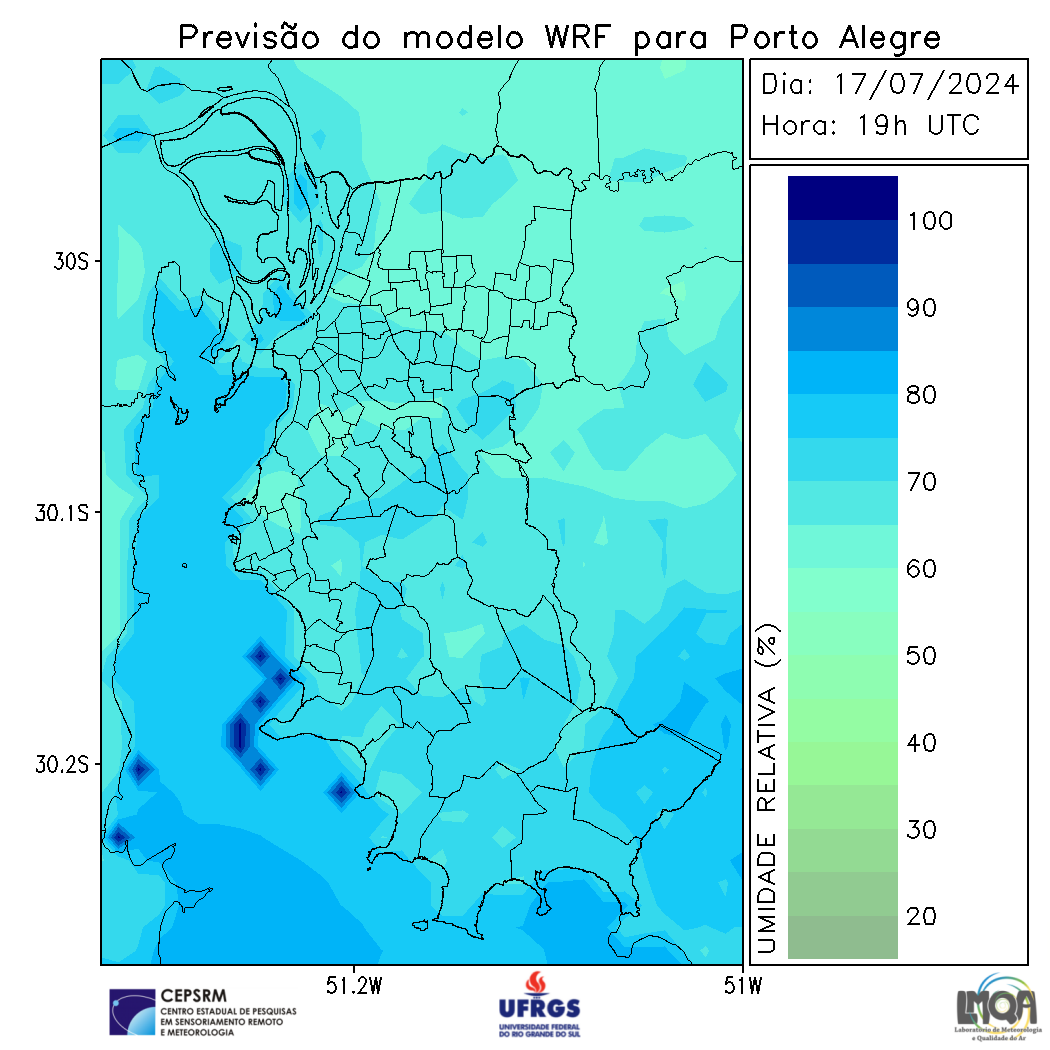 Previsão do modelo WRF para Porto Alegre
Dia: 17/07/2024
Hora: 19h UTC
30S
30.1S
30.2S
51.2W
51W
100
90
80
70
60
50
40
30
20
UMIDADE RELATIVA (%)
CEPSRM
CENTRO ESTADUAL DE PESQUISAS
EM SENSORIAMENTO REMOTO
E METEOROLOGIA
UFRGS
UNIVERSIDADE FEDERAL
DO RIO GRANDE DO SUL
LMQA
Laboratório de Meteorologia
e Qualidade do Ar